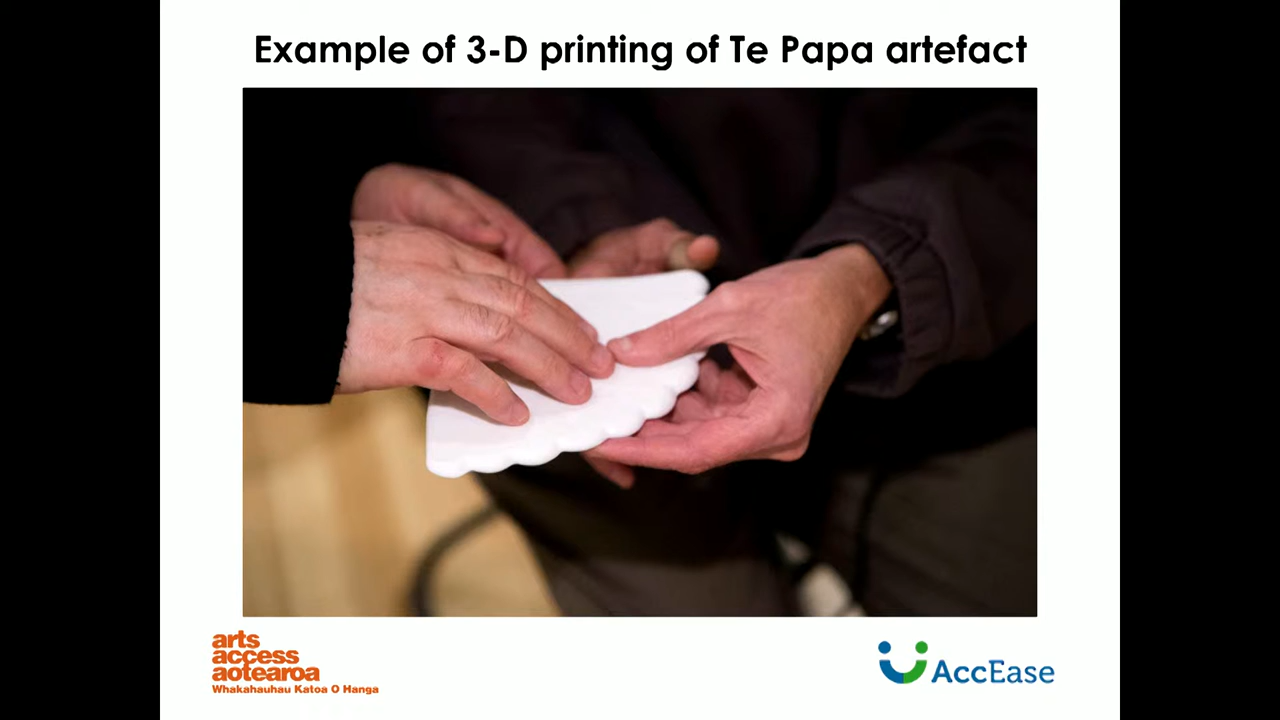 Example of 3-D printing of Te Papa artefact
arts
access
aotearoa
Whakahauhau Katoa O Hanga
AccEase